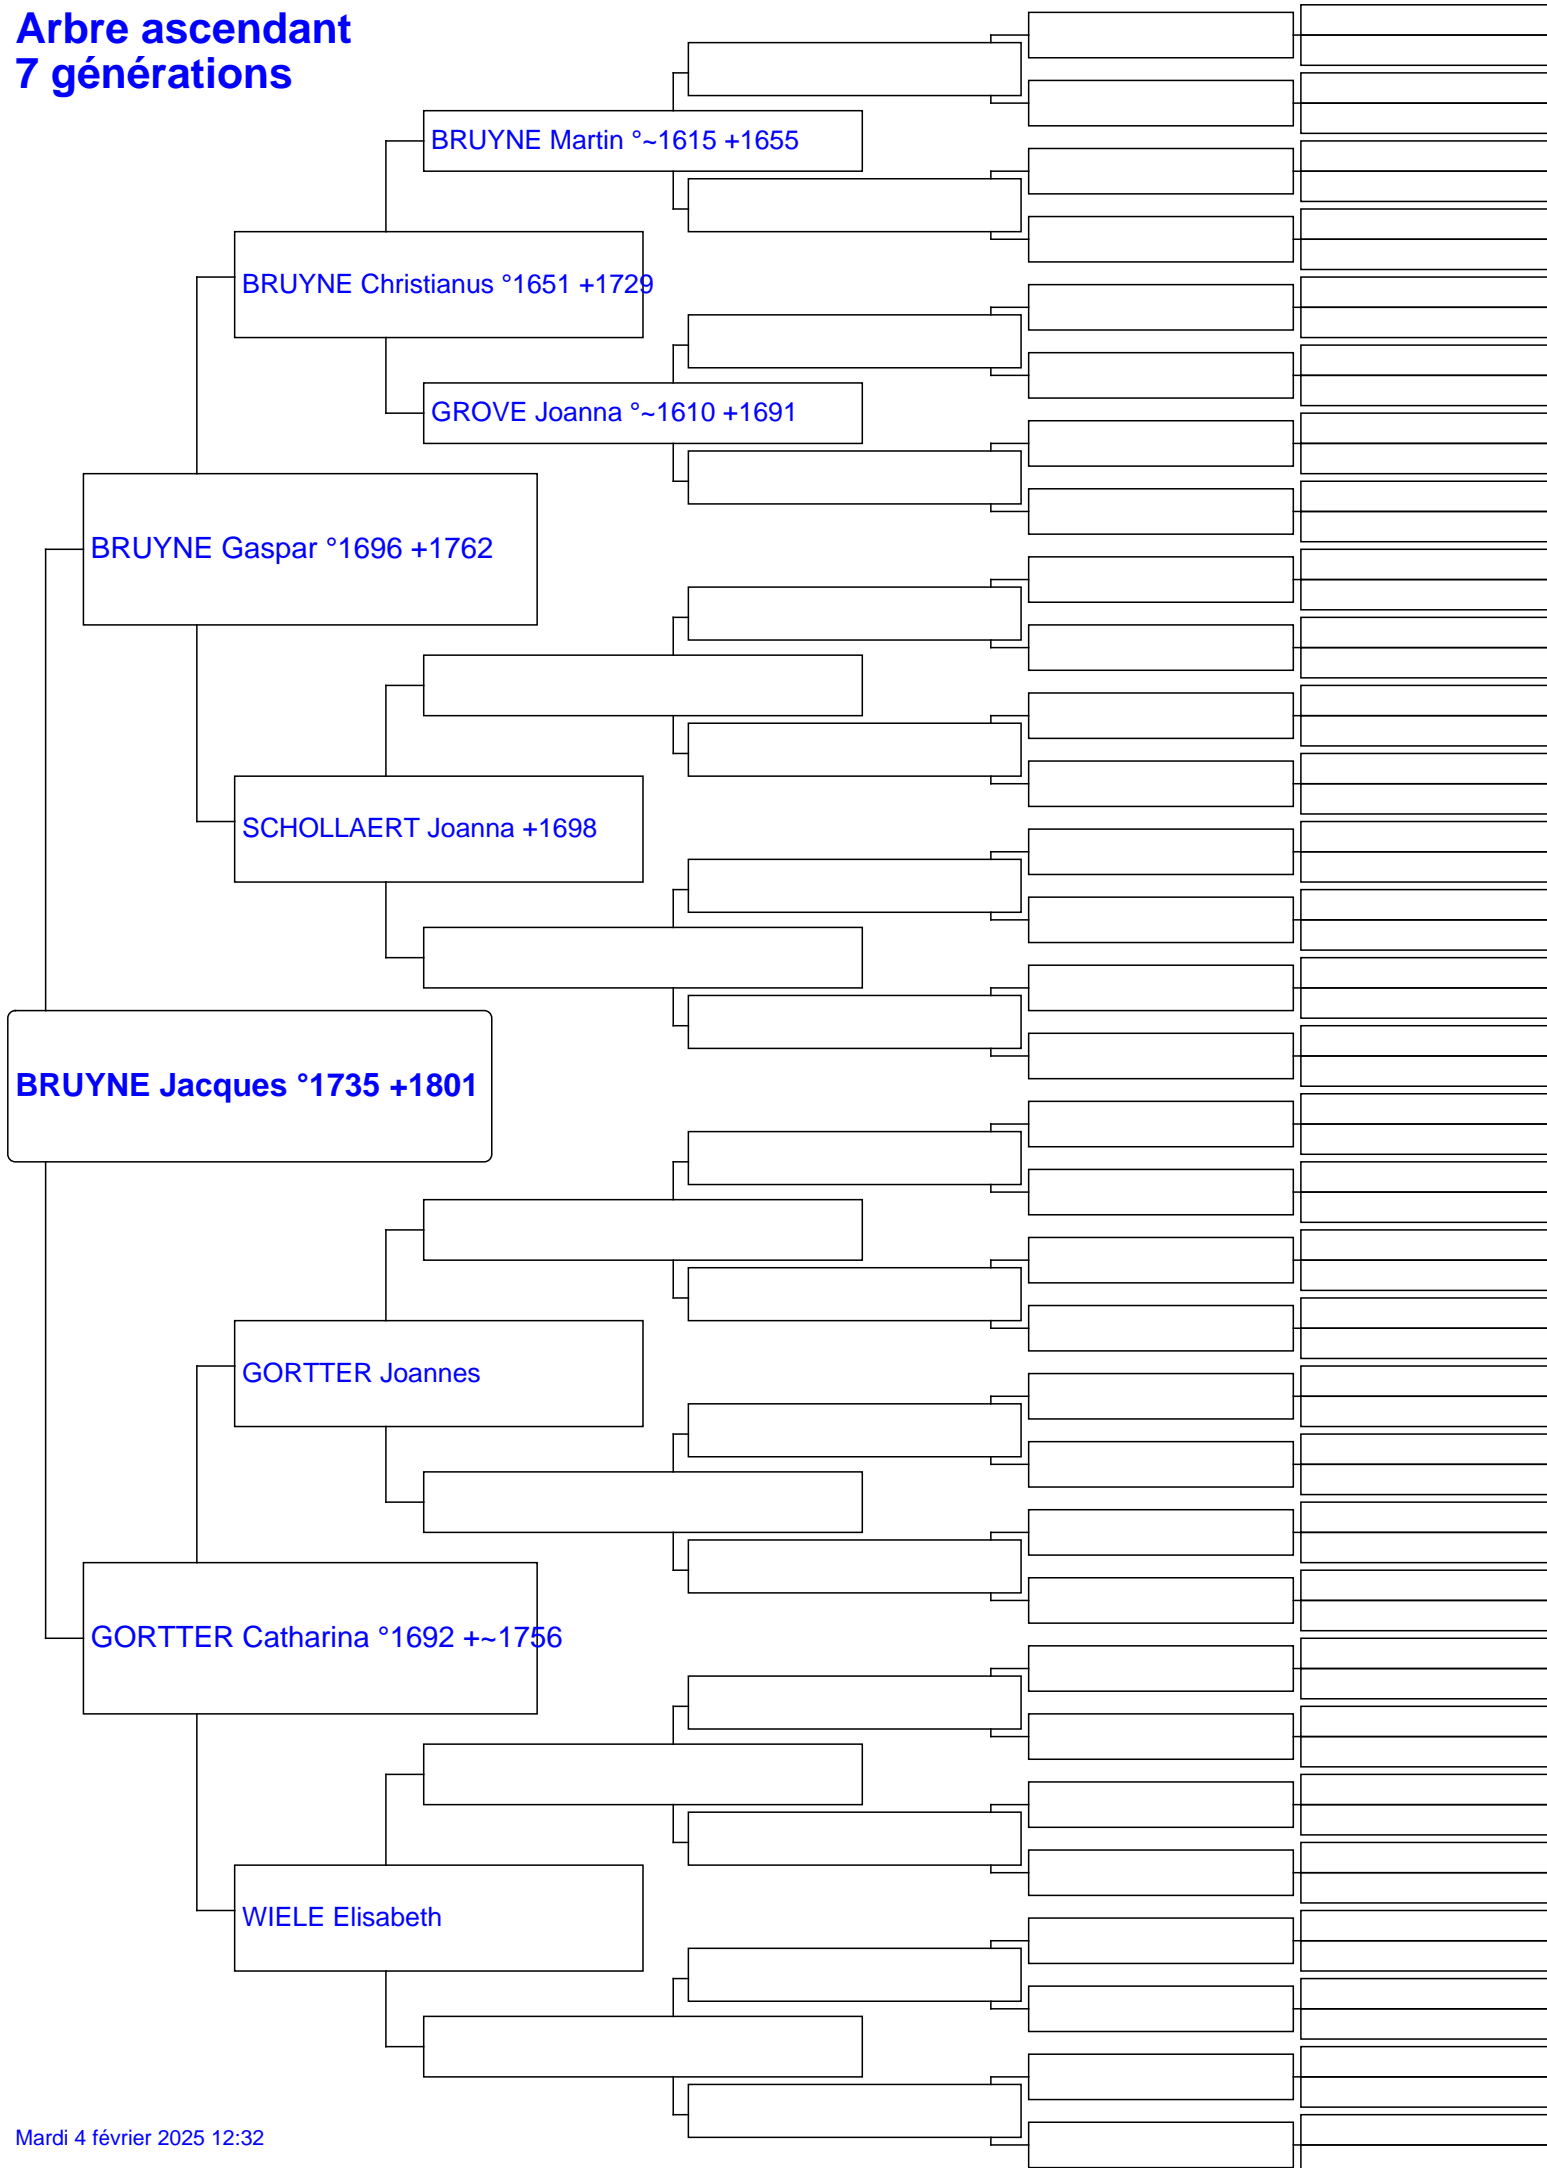 Arbre ascendant
7 générations
BRUYNE Martin °~1615 +1655
BRUYNE Christianus °1651 +1729
GROVE Joanna °~1610 +1691
BRUYNE Gaspar °1696 +1762
SCHOLLAERT Joanna +1698
BRUYNE Jacques °1735 +1801
GORTTER Joannes
GORTTER Catharina °1692 +~1756
WIELE Elisabeth
Mardi 4 février 2025 12:32